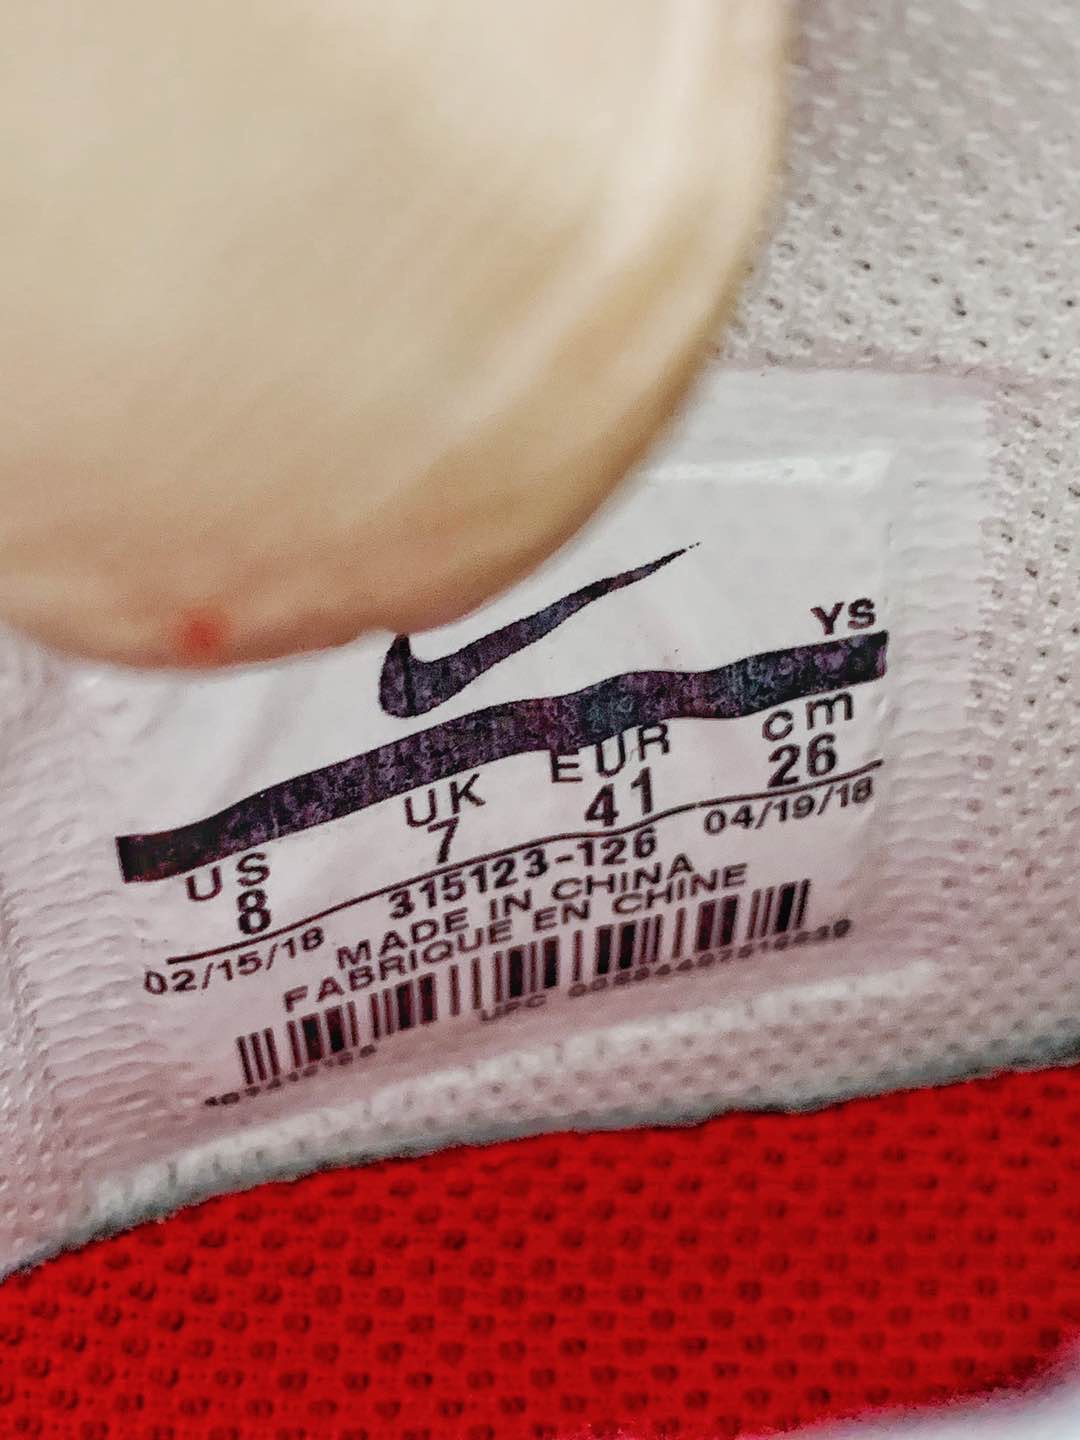 YS
US UK EUR cm
8 7 41 26
02/15/18 315123-126 04/19/18
MADE IN CHINA
FABRIQUE EN CHINE
UPC